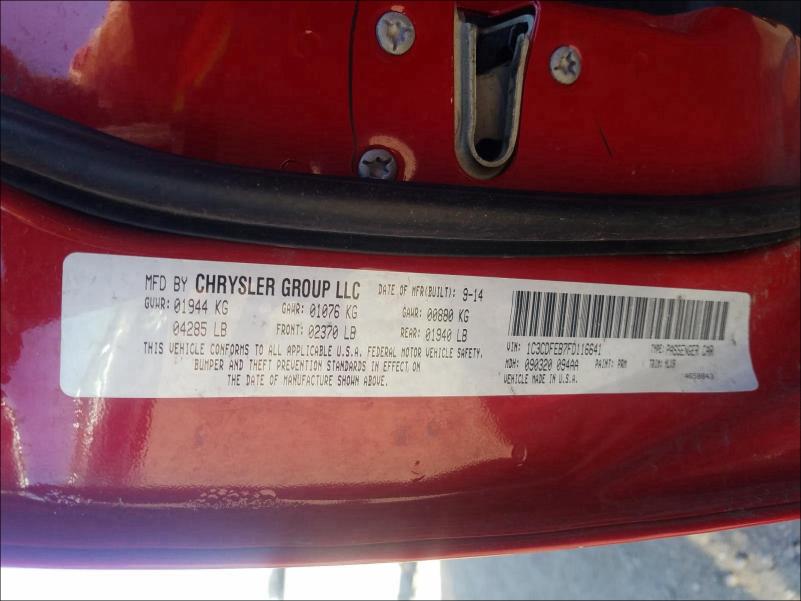 MFD BY CHRYSLER GROUP LLC DATE OF MFR(BUILT): 9-14
GVWR: 01944 KG GAWR: 01076 KG GAWR: 00880 KG
04285 LB FRONT: 02370 LB REAR: 01940 LB
THIS VEHICLE CONFORMS TO ALL APPLICABLE U.S.A. FEDERAL MOTOR VEHICLE SAFETY,
BUMPER AND THEFT PREVENTION STANDARDS IN EFFECT ON
THE DATE OF MANUFACTURE SHOWN ABOVE.
VIN: 1C3CDFEB7FD116641 TYPE: PASSENGER CAR
MDH: 090320 094AA PAINT: PRM TRIM:
VEHICLE MADE IN U.S.A. 4658843